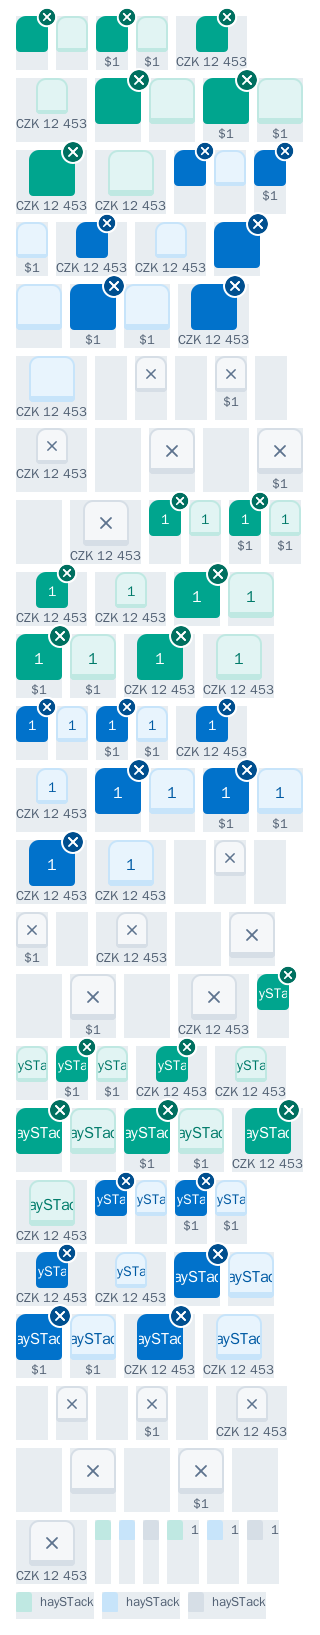 $1 $1 CZK 12 453
CZK 12 453
$1 $1
CZK 12 453 CZK 12 453
$1
$1 CZK 12 453 CZK 12 453
$1 $1 CZK 12 453
CZK 12 453
$1
CZK 12 453
$1
CZK 12 453
1 1 1 1
$1 $1
1 1 1 1
CZK 12 453 CZK 12 453
1 1 1 1
$1 $1 CZK 12 453 CZK 12 453
1 1 1 1 1
$1 $1 CZK 12 453
1 1 1 1 1
CZK 12 453
$1 $1
1 1
CZK 12 453 CZK 12 453
$1 CZK 12 453
$1 CZK 12 453
ySTa
ySTa ySTa ySTa ySTa ySTa
$1 $1 CZK 12 453 CZK 12 453
aySTac aySTac aySTac aySTac aySTac
$1 $1 CZK 12 453
aySTac ySTa ySTa ySTa ySTa
CZK 12 453
$1 $1
ySTa ySTa aySTac aySTac
CZK 12 453 CZK 12 453
aySTac aySTac aySTac aySTac
$1 $1 CZK 12 453 CZK 12 453
$1 CZK 12 453
$1
1 1 1
CZK 12 453
haySTack haySTack haySTack